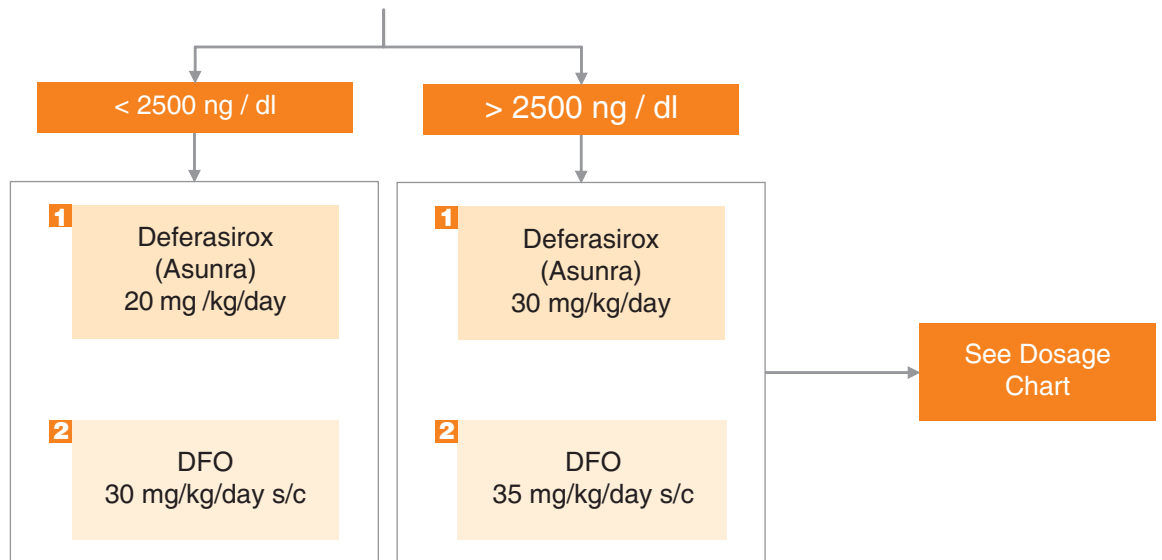 < 2500 ng / dl
> 2500 ng / dl
1
Deferasirox
(Asunra)
20 mg /kg/day
2
DFO
30 mg/kg/day s/c
1
Deferasirox
(Asunra)
30 mg/kg/day
2
DFO
35 mg/kg/day s/c
See Dosage
Chart